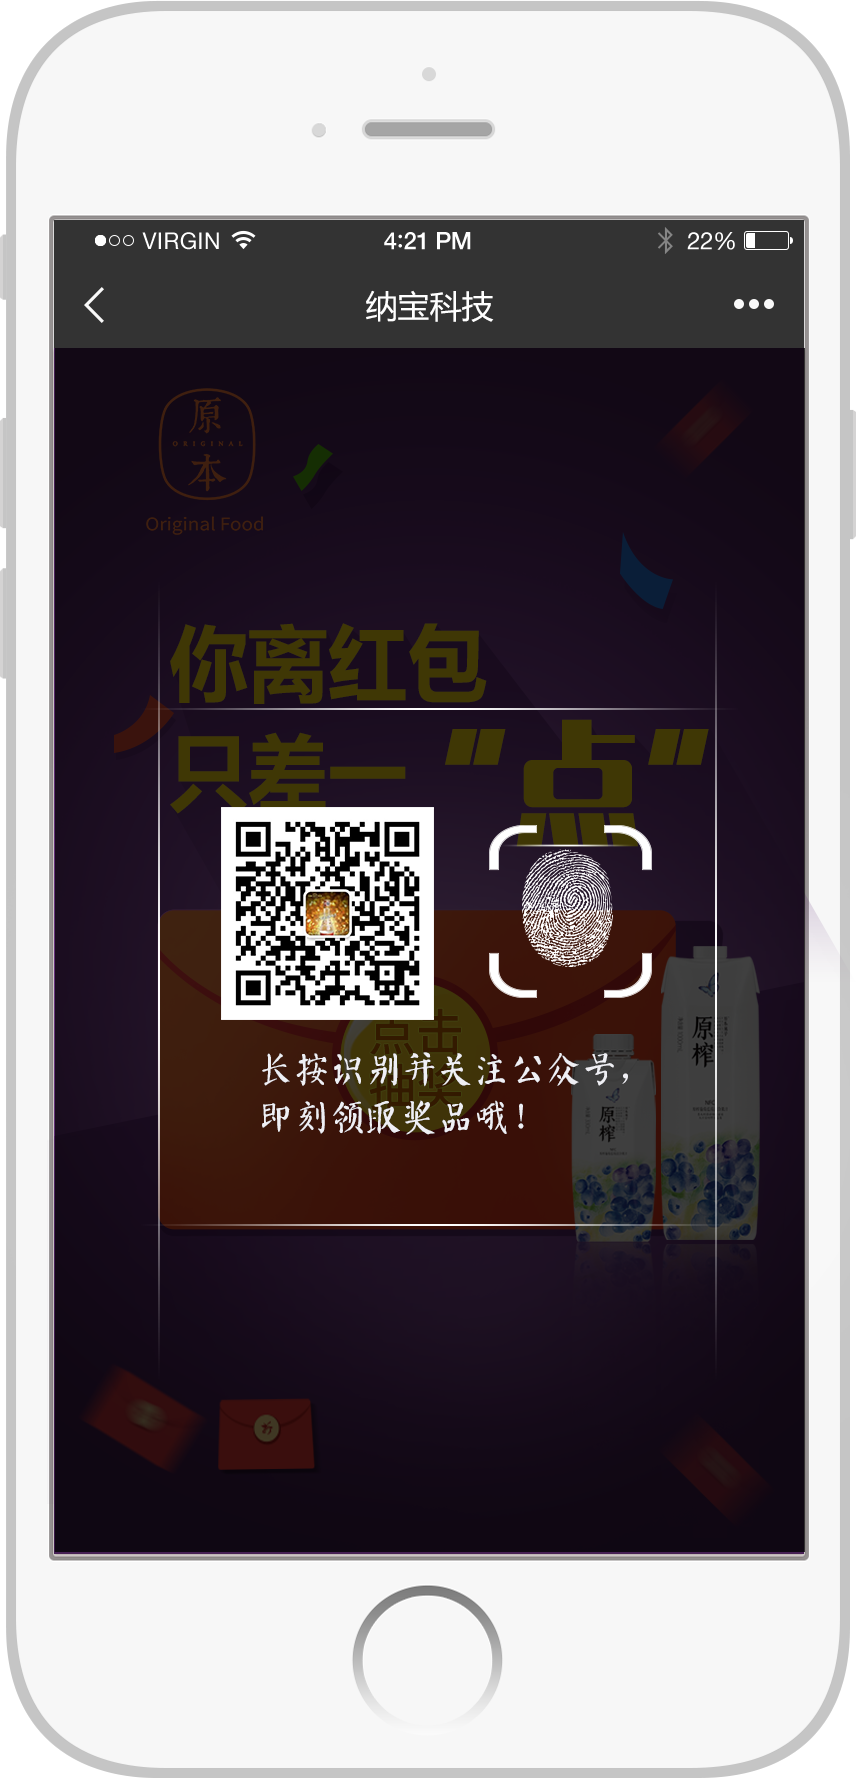 VIRGIN 4:21 PM 22%
纳宝科技
原
ORIGINAL
本
Original Food
你离红包
只差一“点”
点击
抽奖
长按识别并关注公众号，
即刻领取奖品哦！
原榨
原榨